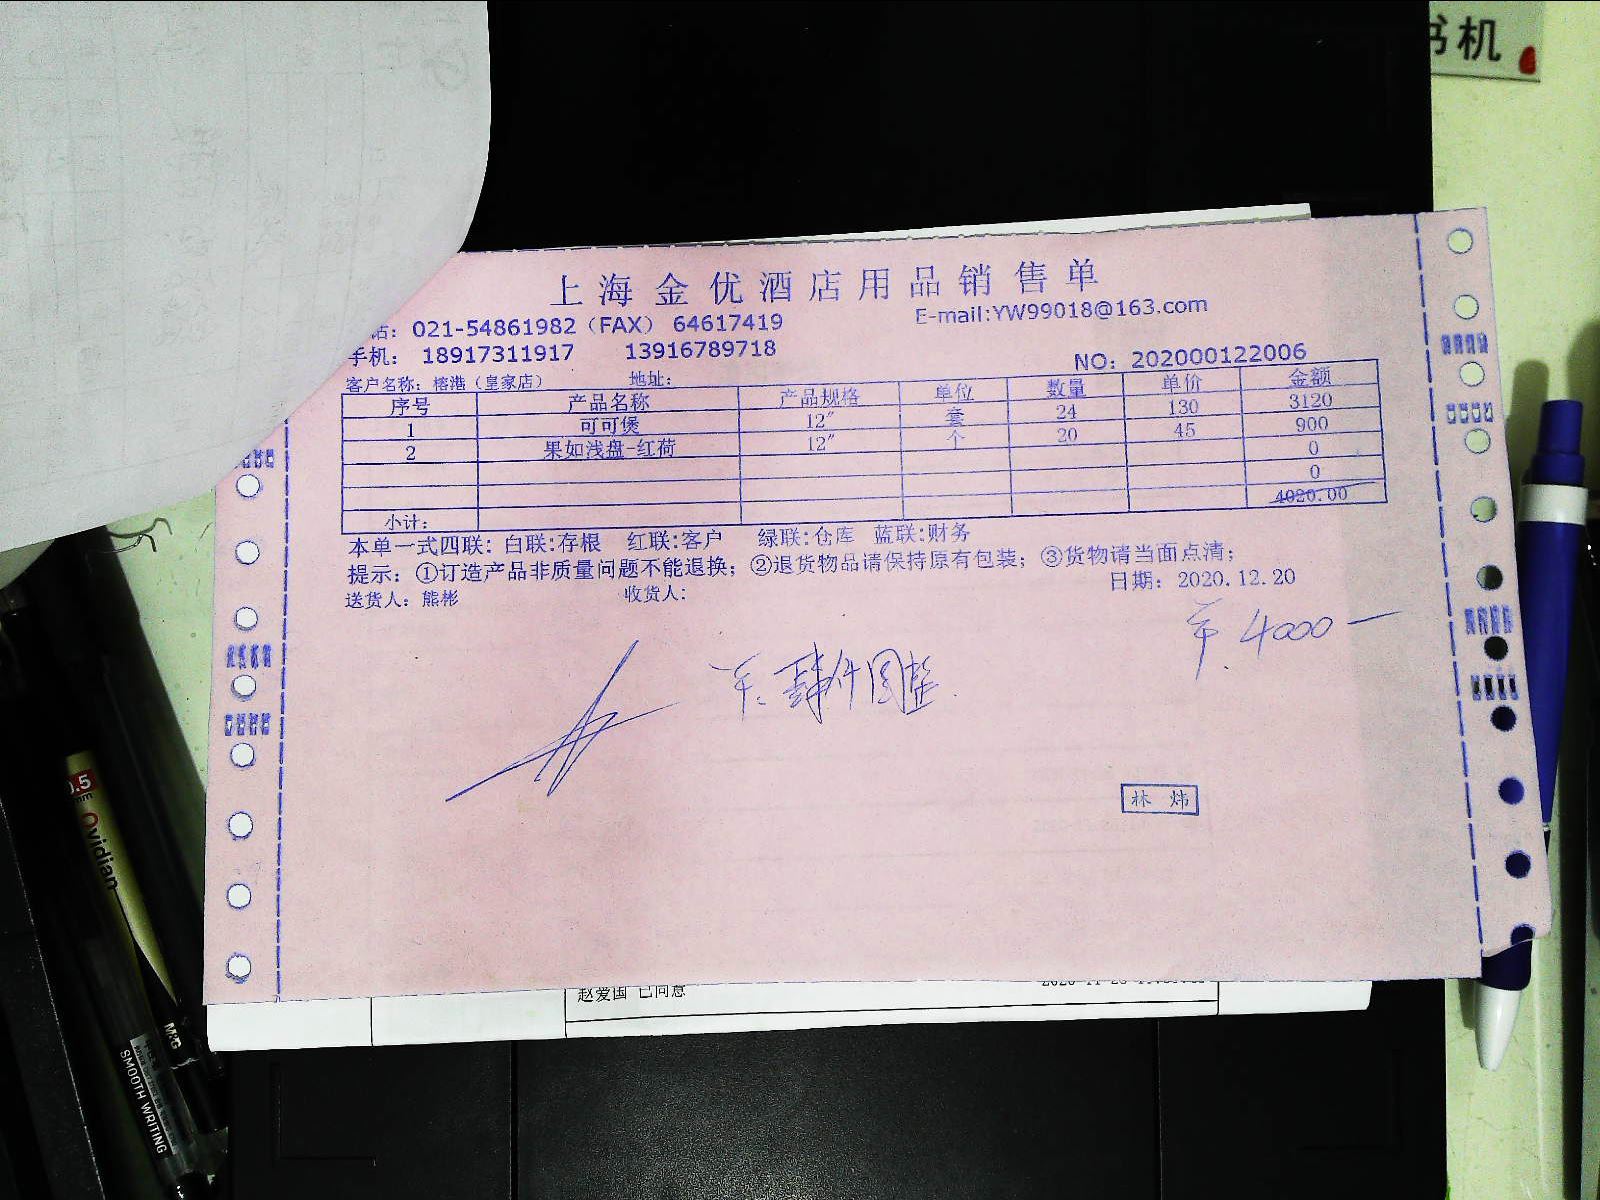 书机
上海金优酒店用品销售单
话：021-54861982（FAX） 64617419 E-mail:YW99018@163.com
手机： 18917311917 13916789718 NO：202000122006
客户名称：榕港（皇家店） 地址：
序号 产品名称 产品规格 单位 数量 单价 金额
1 可可煲 12″ 套 24 130 3120
2 果如浅盘-红荷 12″ 个 20 45 900
0
0
小计： 4020.00
本单一式四联: 白联:存根 红联:客户 绿联:仓库 蓝联:财务
提示：①订造产品非质量问题不能退换；②退货物品请保持原有包装；③货物请当面点清；
日期：2020.12.20
送货人：熊彬 收货人：
¥.4000—
肆仟圆整
林 炜
赵爱国 已同意
0.5
mm
Ovidian
M&G
SMOOTH WRITING